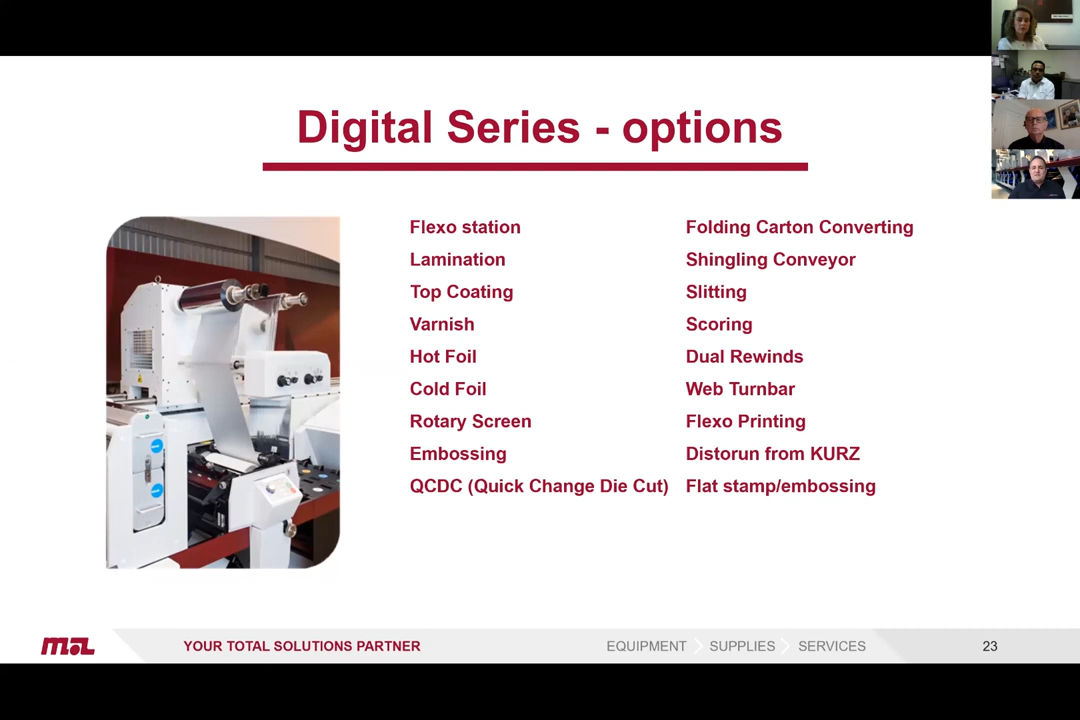 Digital Series - options
Flexo station
Lamination
Top Coating
Varnish
Hot Foil
Cold Foil
Rotary Screen
Embossing
QCDC (Quick Change Die Cut)
Folding Carton Converting
Shingling Conveyor
Slitting
Scoring
Dual Rewinds
Web Turnbar
Flexo Printing
Distorun from KURZ
Flat stamp/embossing
YOUR TOTAL SOLUTIONS PARTNER
EQUIPMENT
SUPPLIES
SERVICES
23